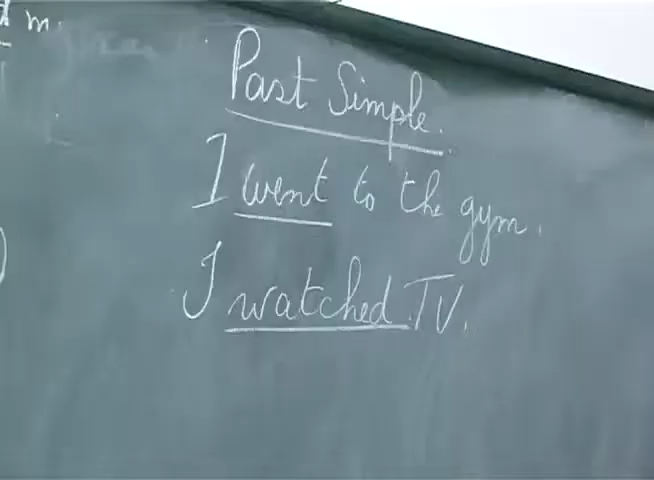 Past Simple.
I went to the gym.
I watched TV.